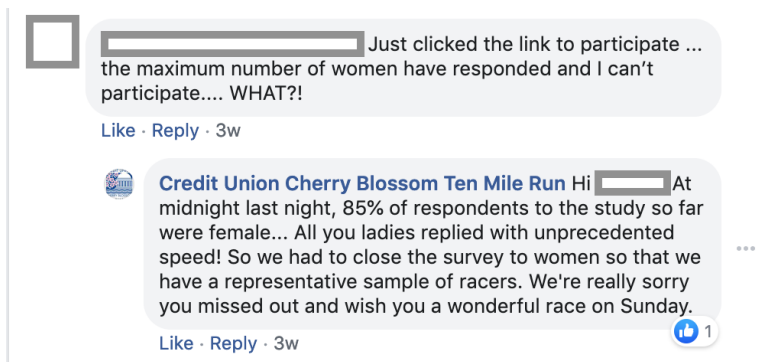 Just clicked the link to participate ...
the maximum number of women have responded and I can't
participate.... WHAT?!
Like · Reply · 3w
Credit Union Cherry Blossom Ten Mile Run Hi At
midnight last night, 85% of respondents to the study so far
were female... All you ladies replied with unprecedented
speed! So we had to close the survey to women so that we
have a representative sample of racers. We're really sorry
you missed out and wish you a wonderful race on Sunday.
1
Like · Reply · 3w